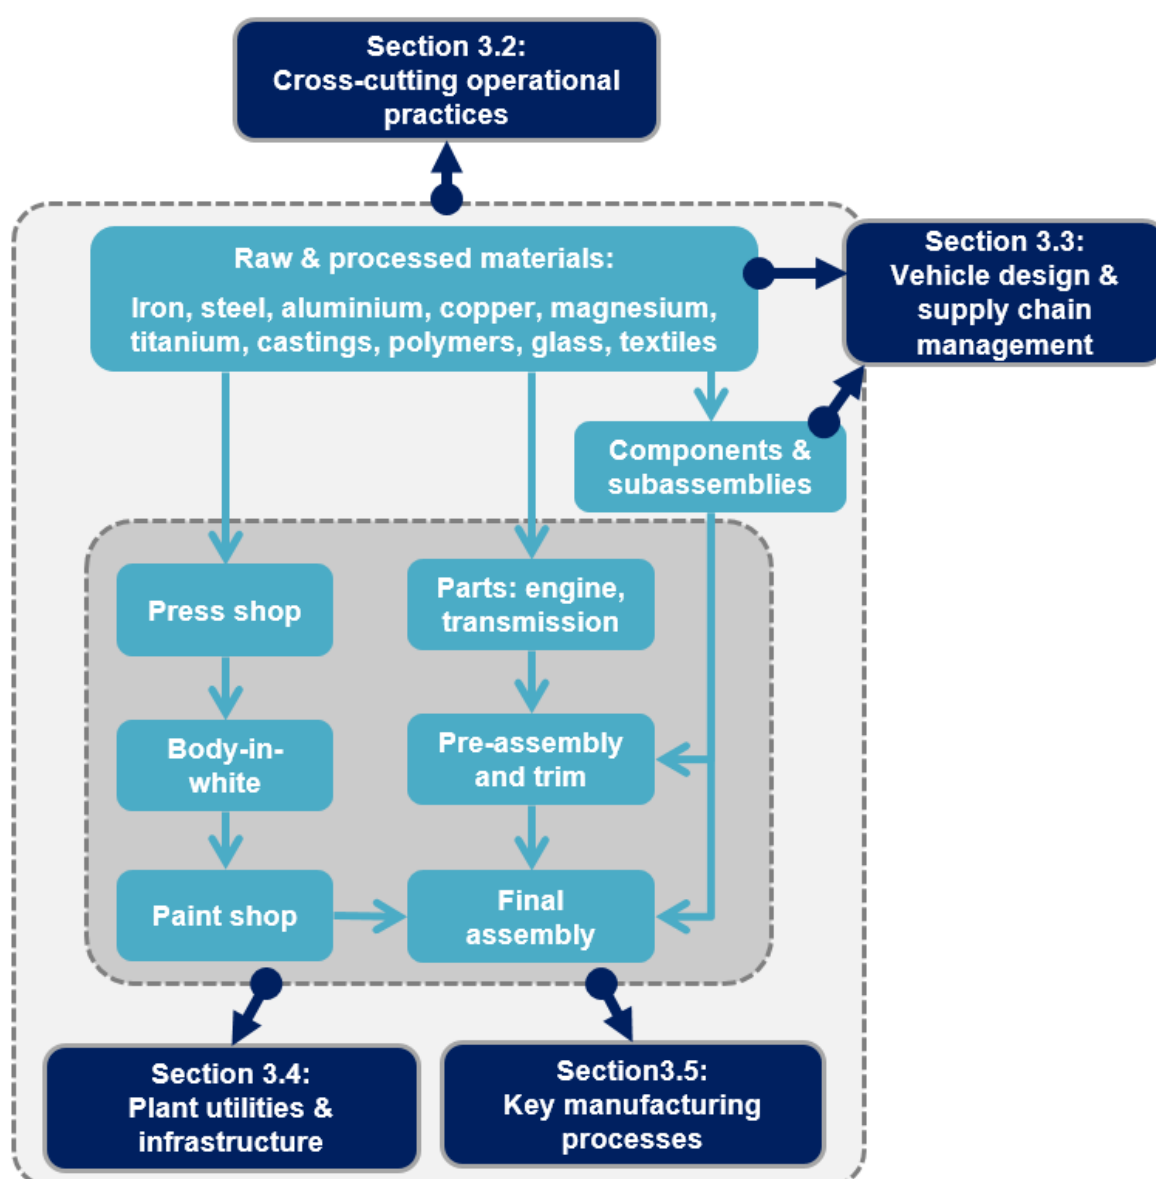 Section 3.2:
Cross-cutting operational
practices
Raw & processed materials:
Iron, steel, aluminium, copper, magnesium,
titanium, castings, polymers, glass, textiles
Section 3.3:
Vehicle design &
supply chain
management
Components &
subassemblies
Press shop
Parts: engine,
transmission
Body-in-
white
Pre-assembly
and trim
Paint shop
Final
assembly
Section 3.4:
Plant utilities &
infrastructure
Section3.5:
Key manufacturing
processes